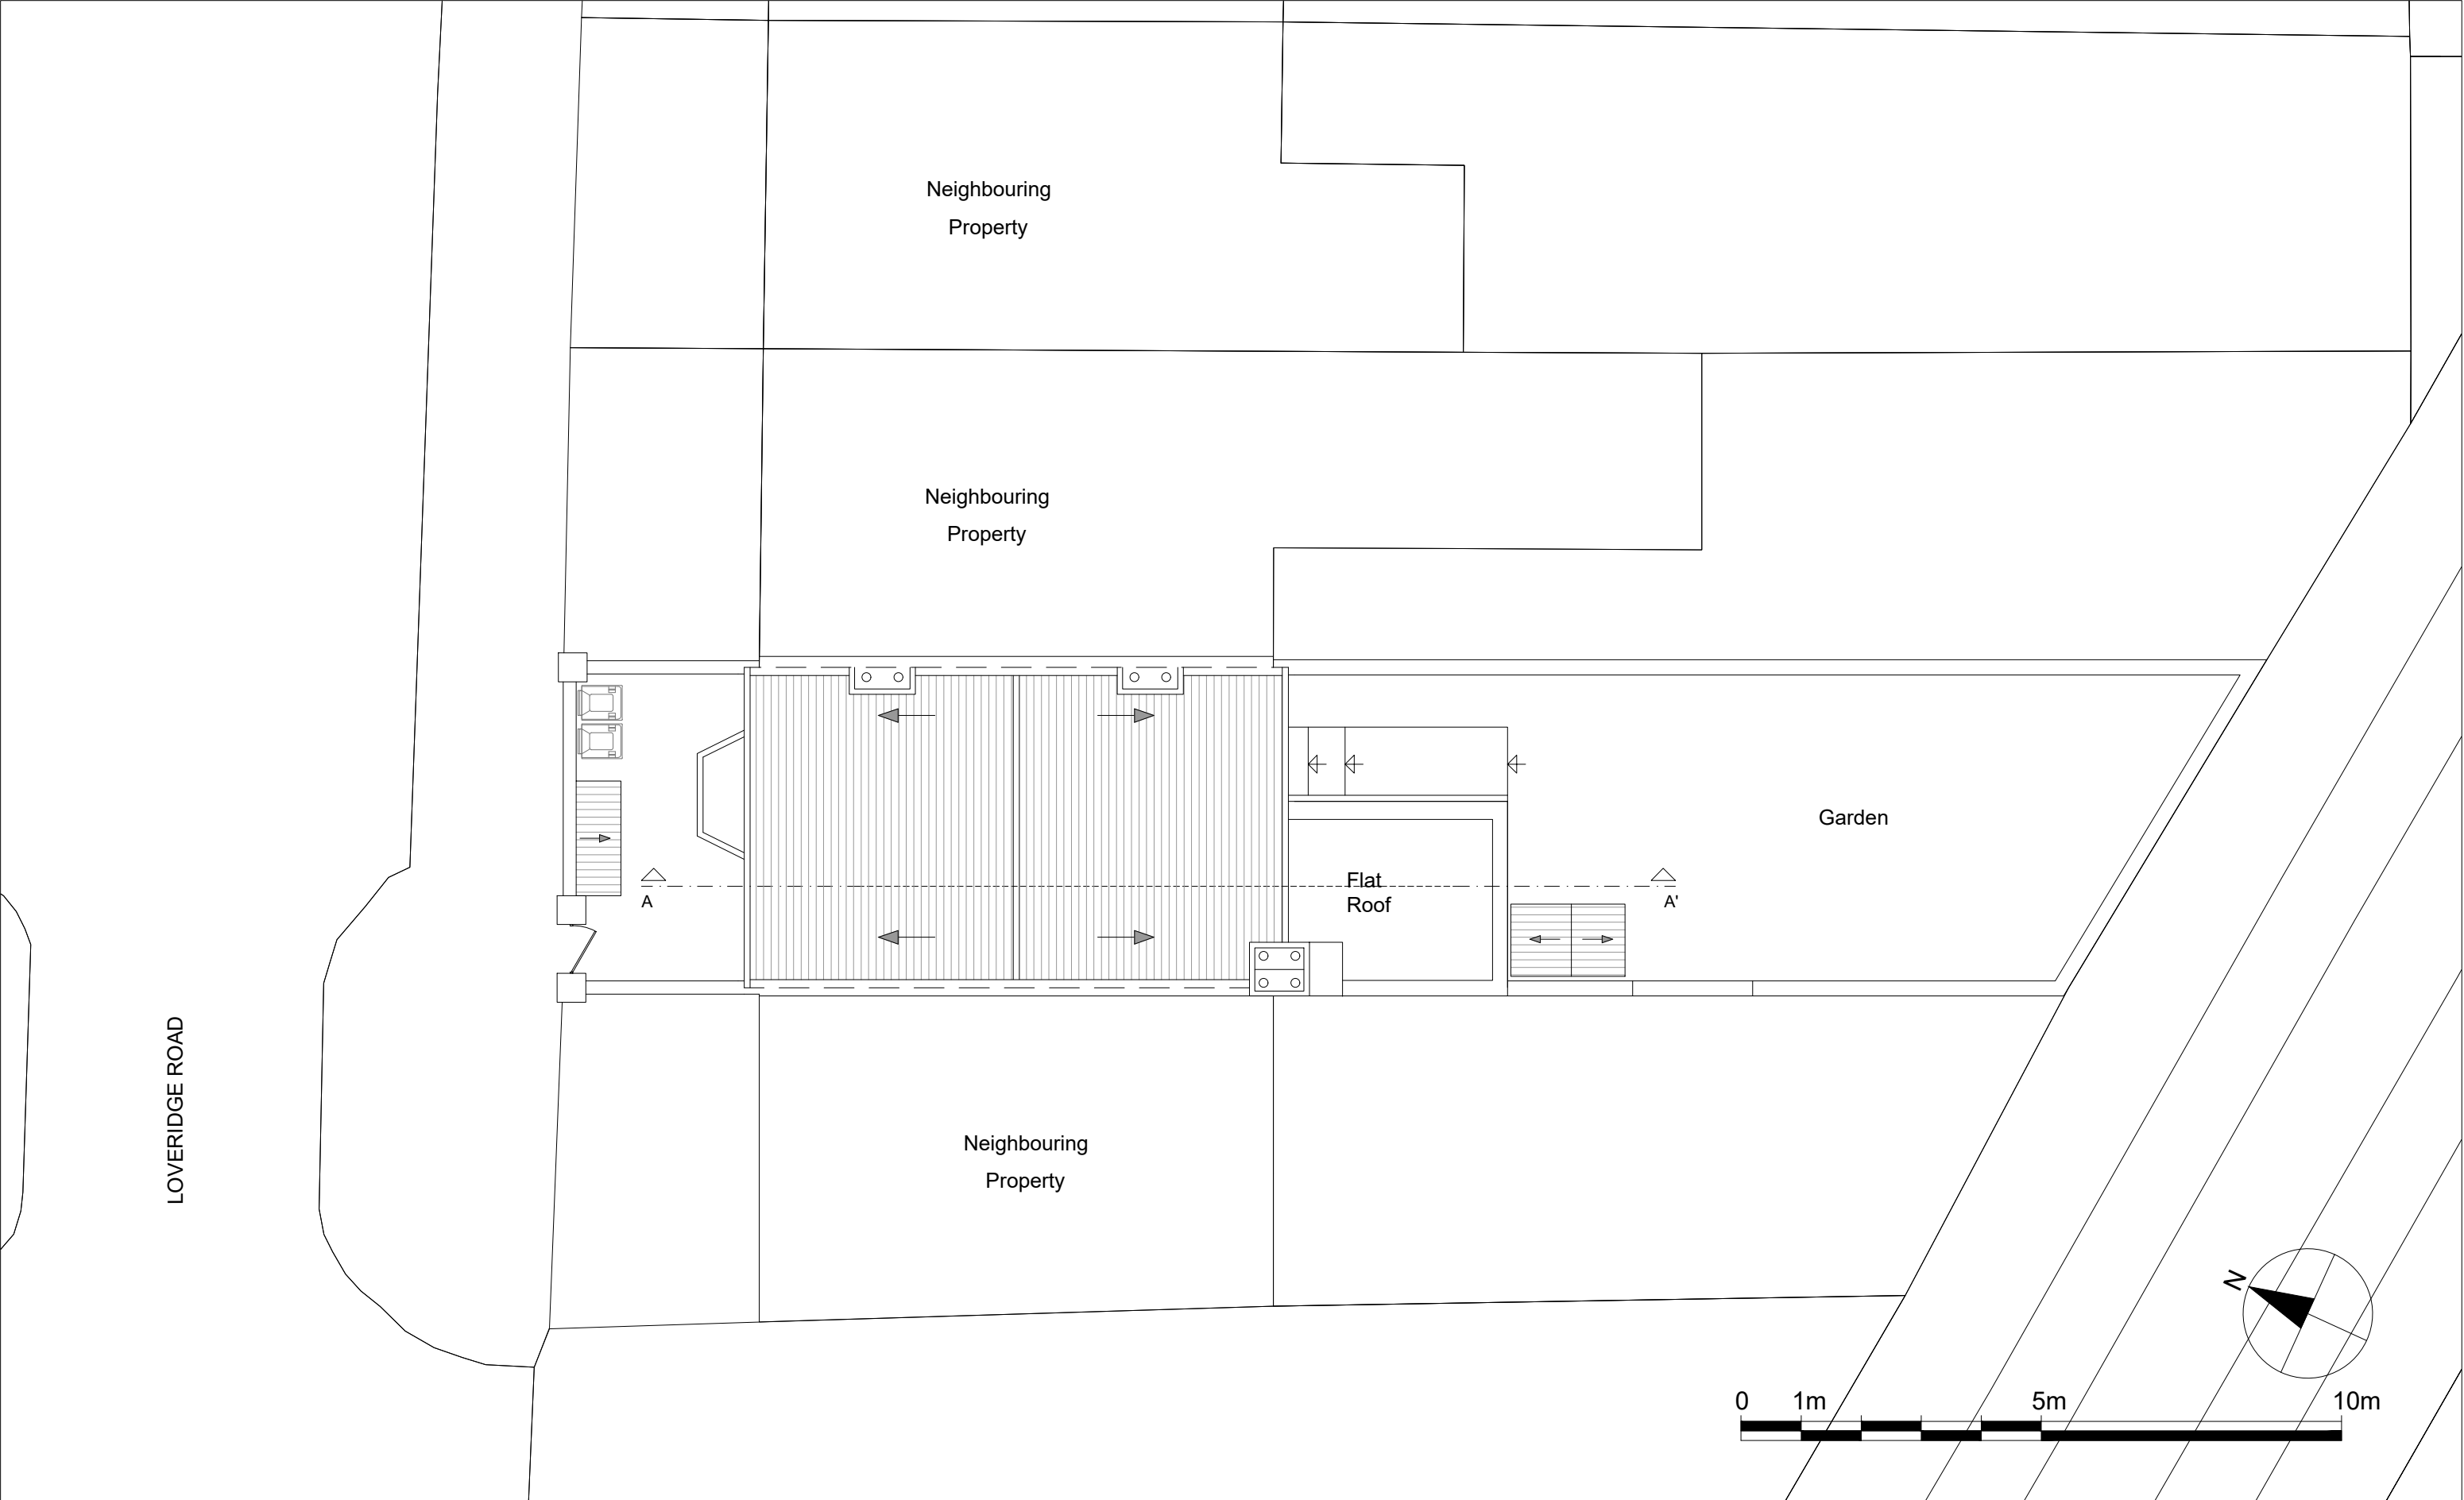 Neighbouring
Property
Neighbouring
Property
Garden
Flat
Roof
A
A'
LOVERIDGE ROAD
Neighbouring
Property
N
0 1m 5m 10m